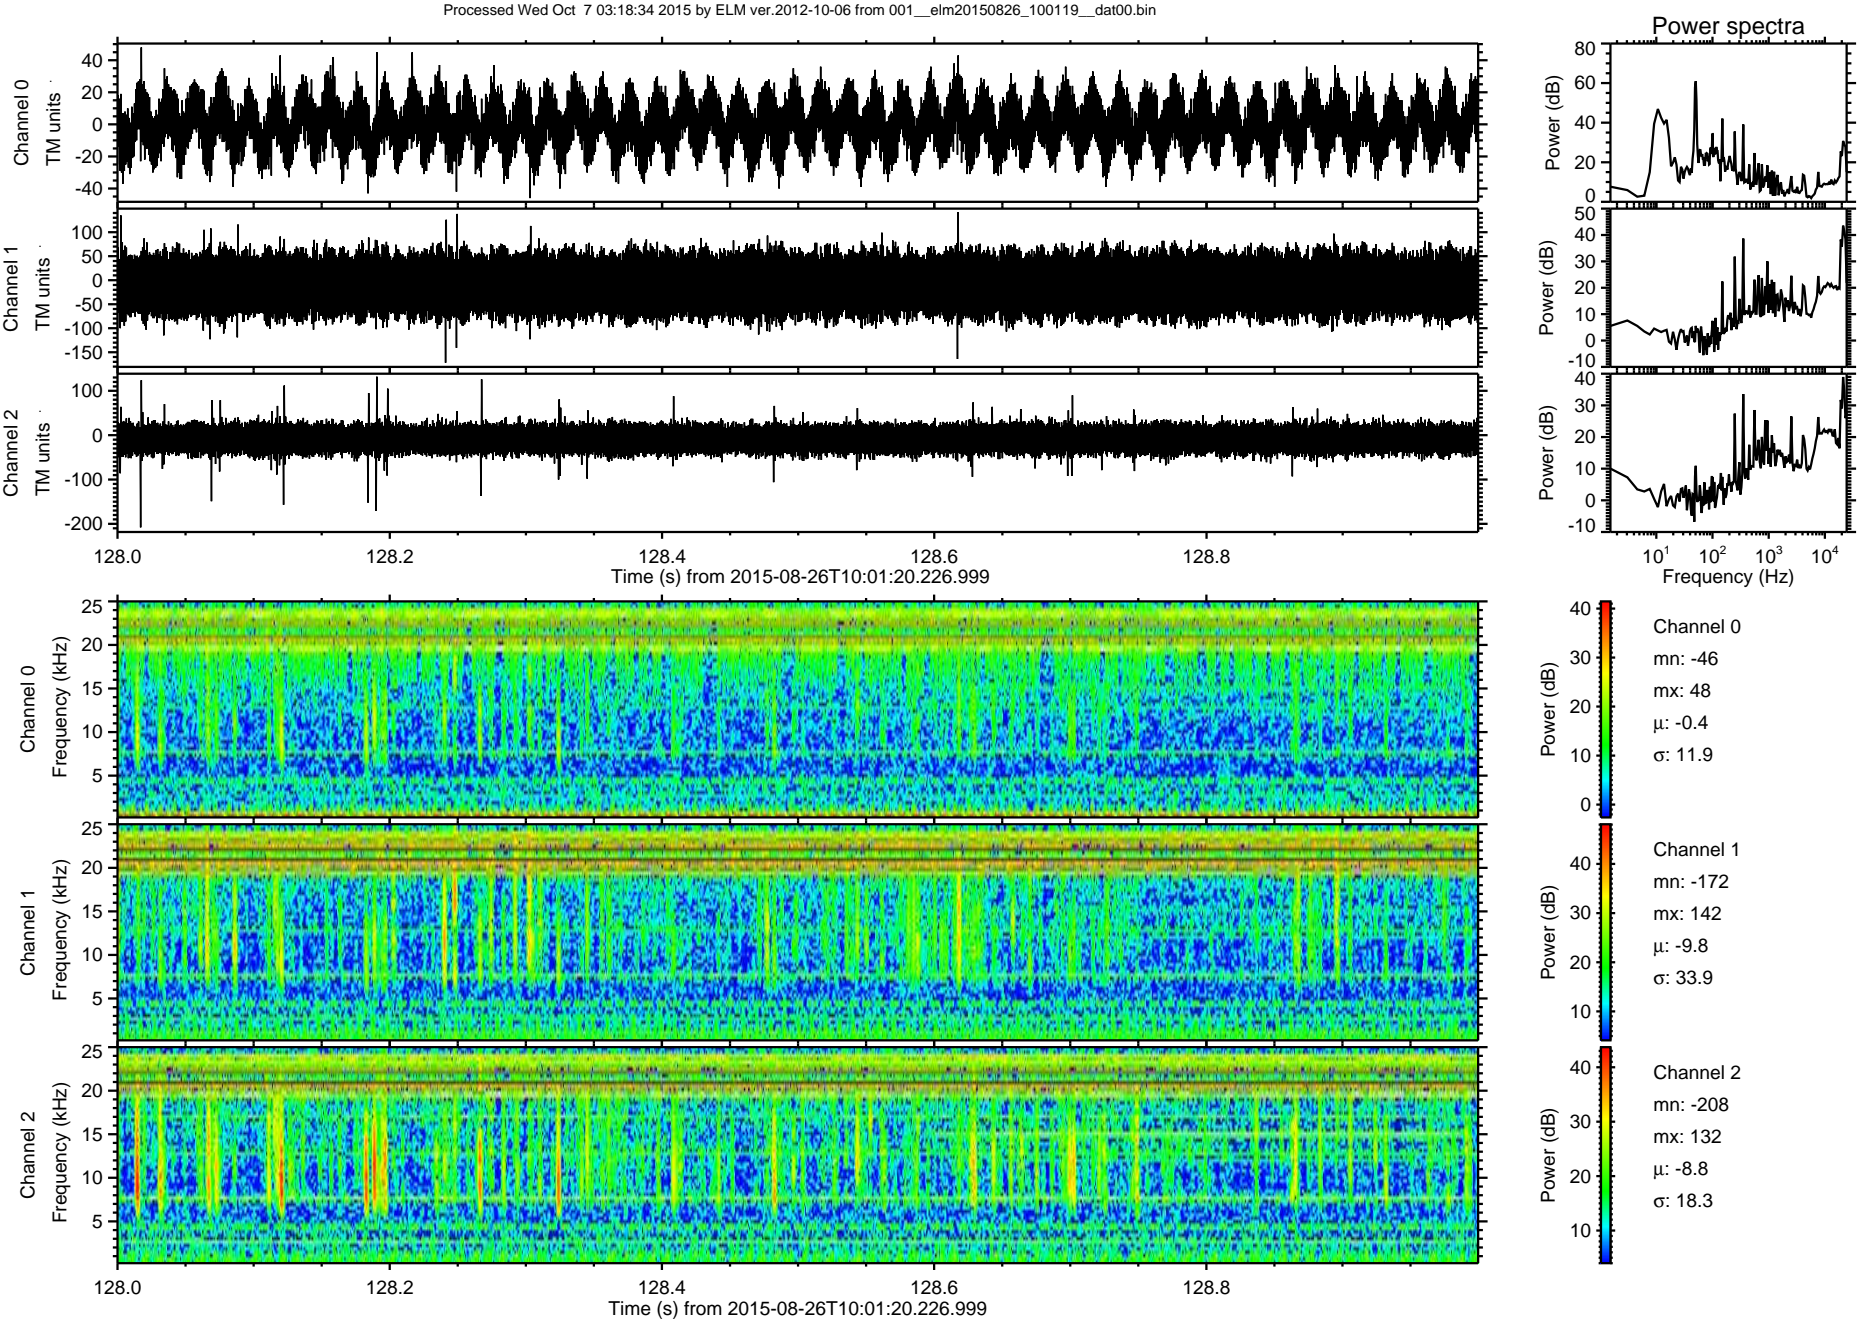 Processed Wed Oct  7 03:18:34 2015 by ELM ver.2012-10-06 from 001__elm20150826_100119__dat00.bin
Power spectra
Channel 0
TM units
40
20
0
-20
-40
Power (dB)
80
60
40
20
0
Channel 1
TM units
100
50
0
-50
-100
-150
Power (dB)
50
40
30
20
10
0
-10
Channel 2
TM units
100
0
-100
-200
Power (dB)
40
30
20
10
0
-10
128.0 128.2 128.4 128.6 128.8
Time (s) from 2015-08-26T10:01:20.226.999
10^1 10^2 10^3 10^4
Frequency (Hz)
Channel 0
Frequency (kHz)
25
20
15
10
5
Power (dB)
40
30
20
10
0
Channel 0
mn: -46
mx: 48
μ: -0.4
σ: 11.9
Channel 1
Frequency (kHz)
25
20
15
10
5
Power (dB)
40
30
20
10
Channel 1
mn: -172
mx: 142
μ: -9.8
σ: 33.9
Channel 2
Frequency (kHz)
25
20
15
10
5
Power (dB)
40
30
20
10
Channel 2
mn: -208
mx: 132
μ: -8.8
σ: 18.3
128.0 128.2 128.4 128.6 128.8
Time (s) from 2015-08-26T10:01:20.226.999